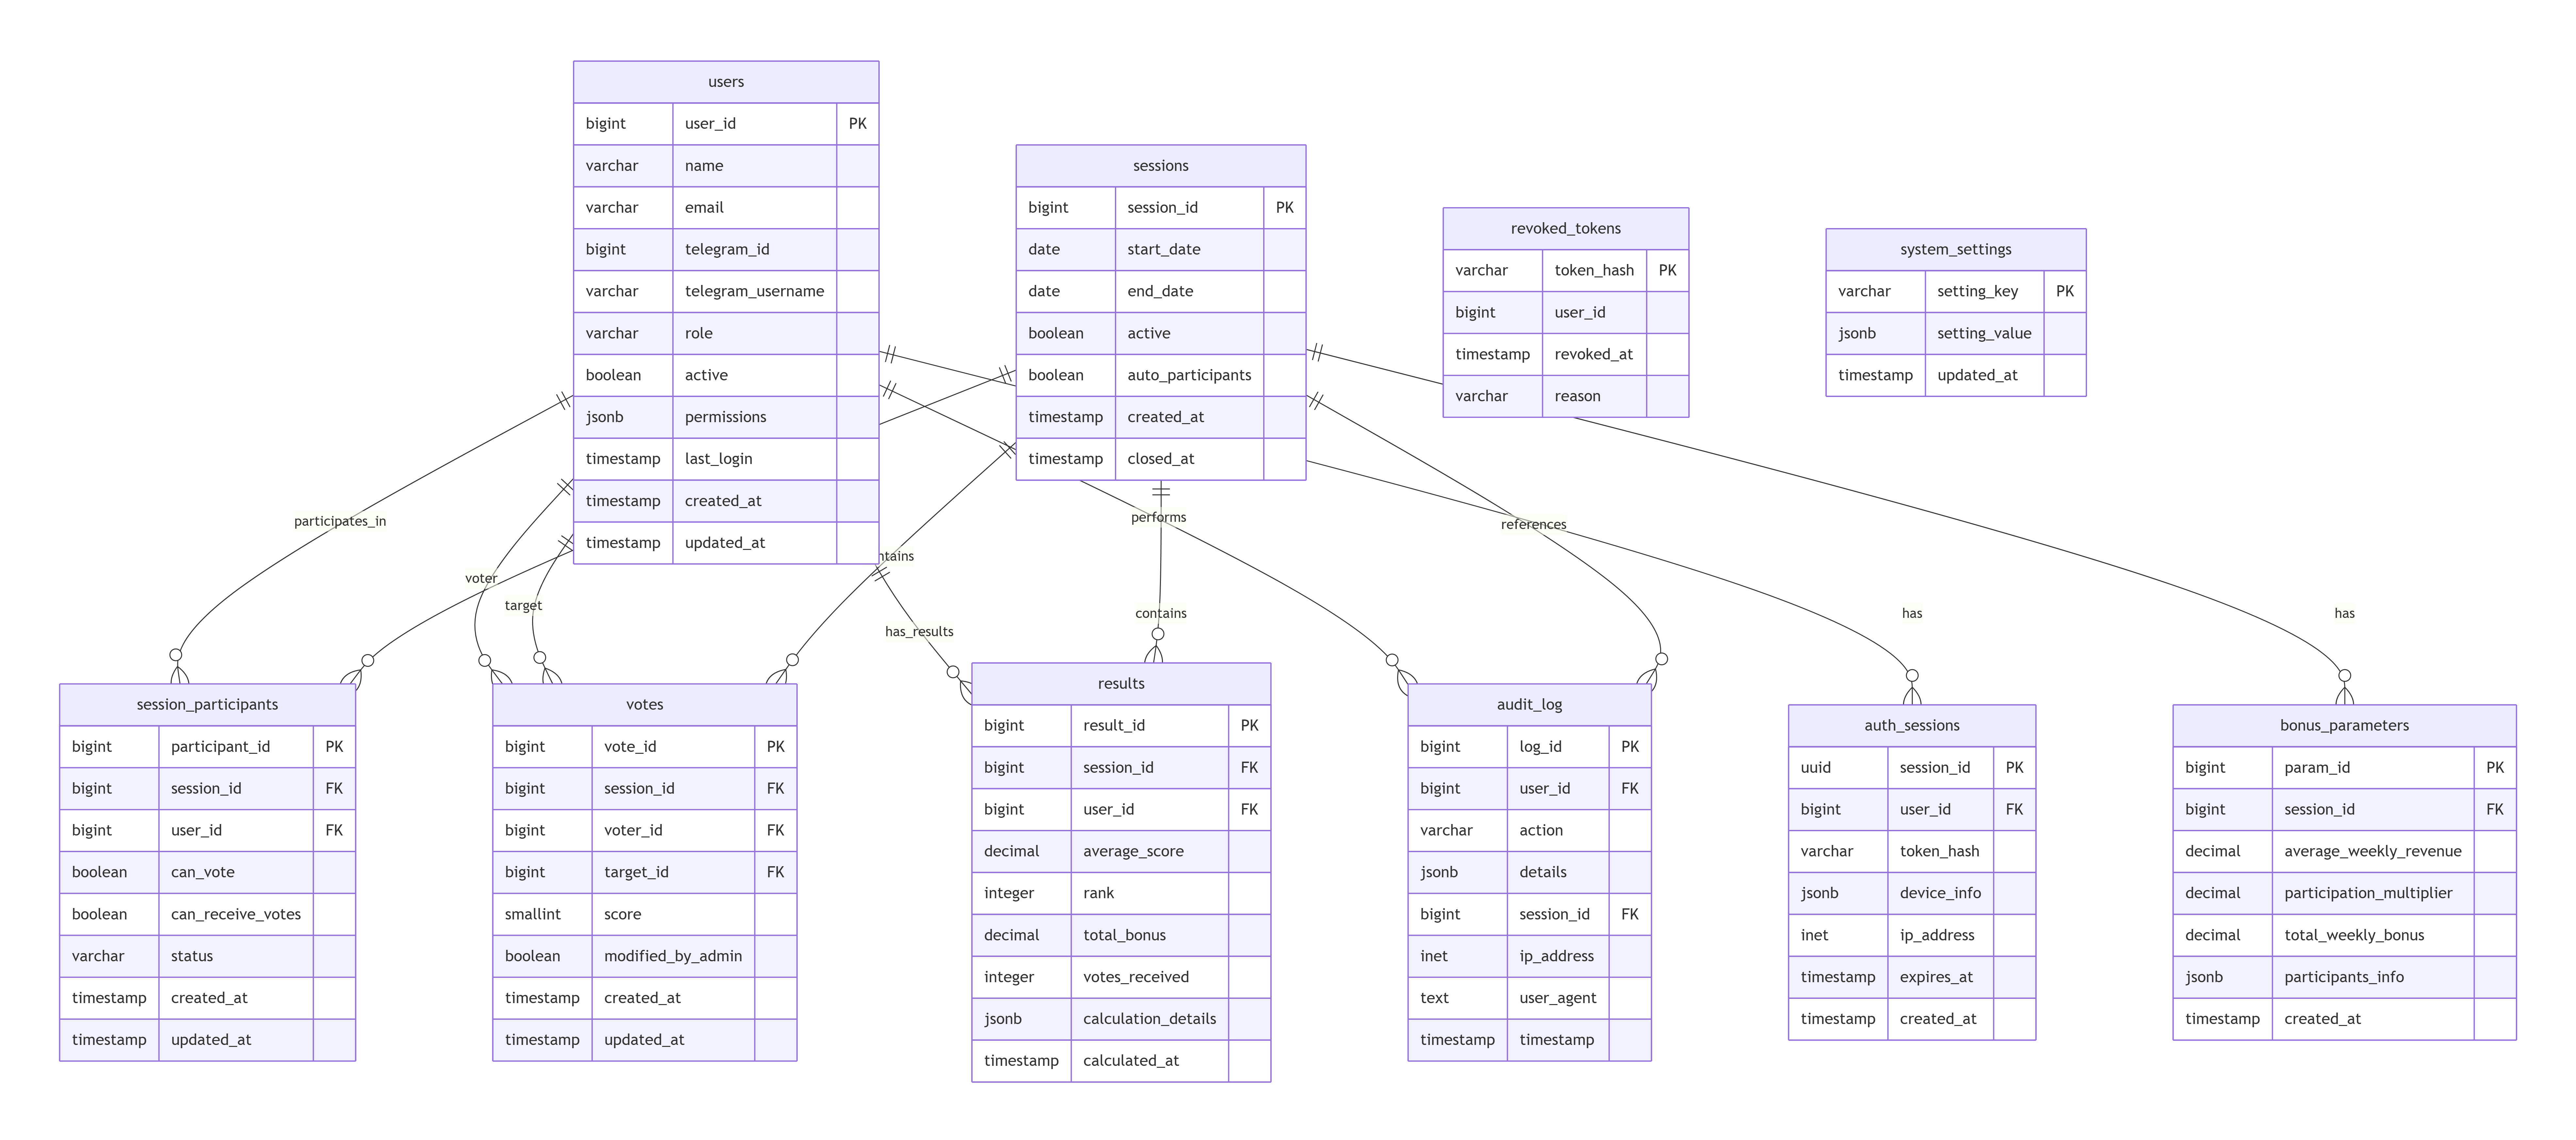 users
bigint user_id PK
varchar name
varchar email
bigint telegram_id
varchar telegram_username
varchar role
boolean active
jsonb permissions
timestamp last_login
timestamp created_at
timestamp updated_at
sessions
bigint session_id PK
date start_date
date end_date
boolean active
boolean auto_participants
timestamp created_at
timestamp closed_at
revoked_tokens
varchar token_hash PK
bigint user_id
timestamp revoked_at
varchar reason
system_settings
varchar setting_key PK
jsonb setting_value
timestamp updated_at
participates_in
voter
target
ntains
has_results
performs
contains
references
has
has
session_participants
bigint participant_id PK
bigint session_id FK
bigint user_id FK
boolean can_vote
boolean can_receive_votes
varchar status
timestamp created_at
timestamp updated_at
votes
bigint vote_id PK
bigint session_id FK
bigint voter_id FK
bigint target_id FK
smallint score
boolean modified_by_admin
timestamp created_at
timestamp updated_at
results
bigint result_id PK
bigint session_id FK
bigint user_id FK
decimal average_score
integer rank
decimal total_bonus
integer votes_received
jsonb calculation_details
timestamp calculated_at
audit_log
bigint log_id PK
bigint user_id FK
varchar action
jsonb details
bigint session_id FK
inet ip_address
text user_agent
timestamp timestamp
auth_sessions
uuid session_id PK
bigint user_id FK
varchar token_hash
jsonb device_info
inet ip_address
timestamp expires_at
timestamp created_at
bonus_parameters
bigint param_id PK
bigint session_id FK
decimal average_weekly_revenue
decimal participation_multiplier
decimal total_weekly_bonus
jsonb participants_info
timestamp created_at